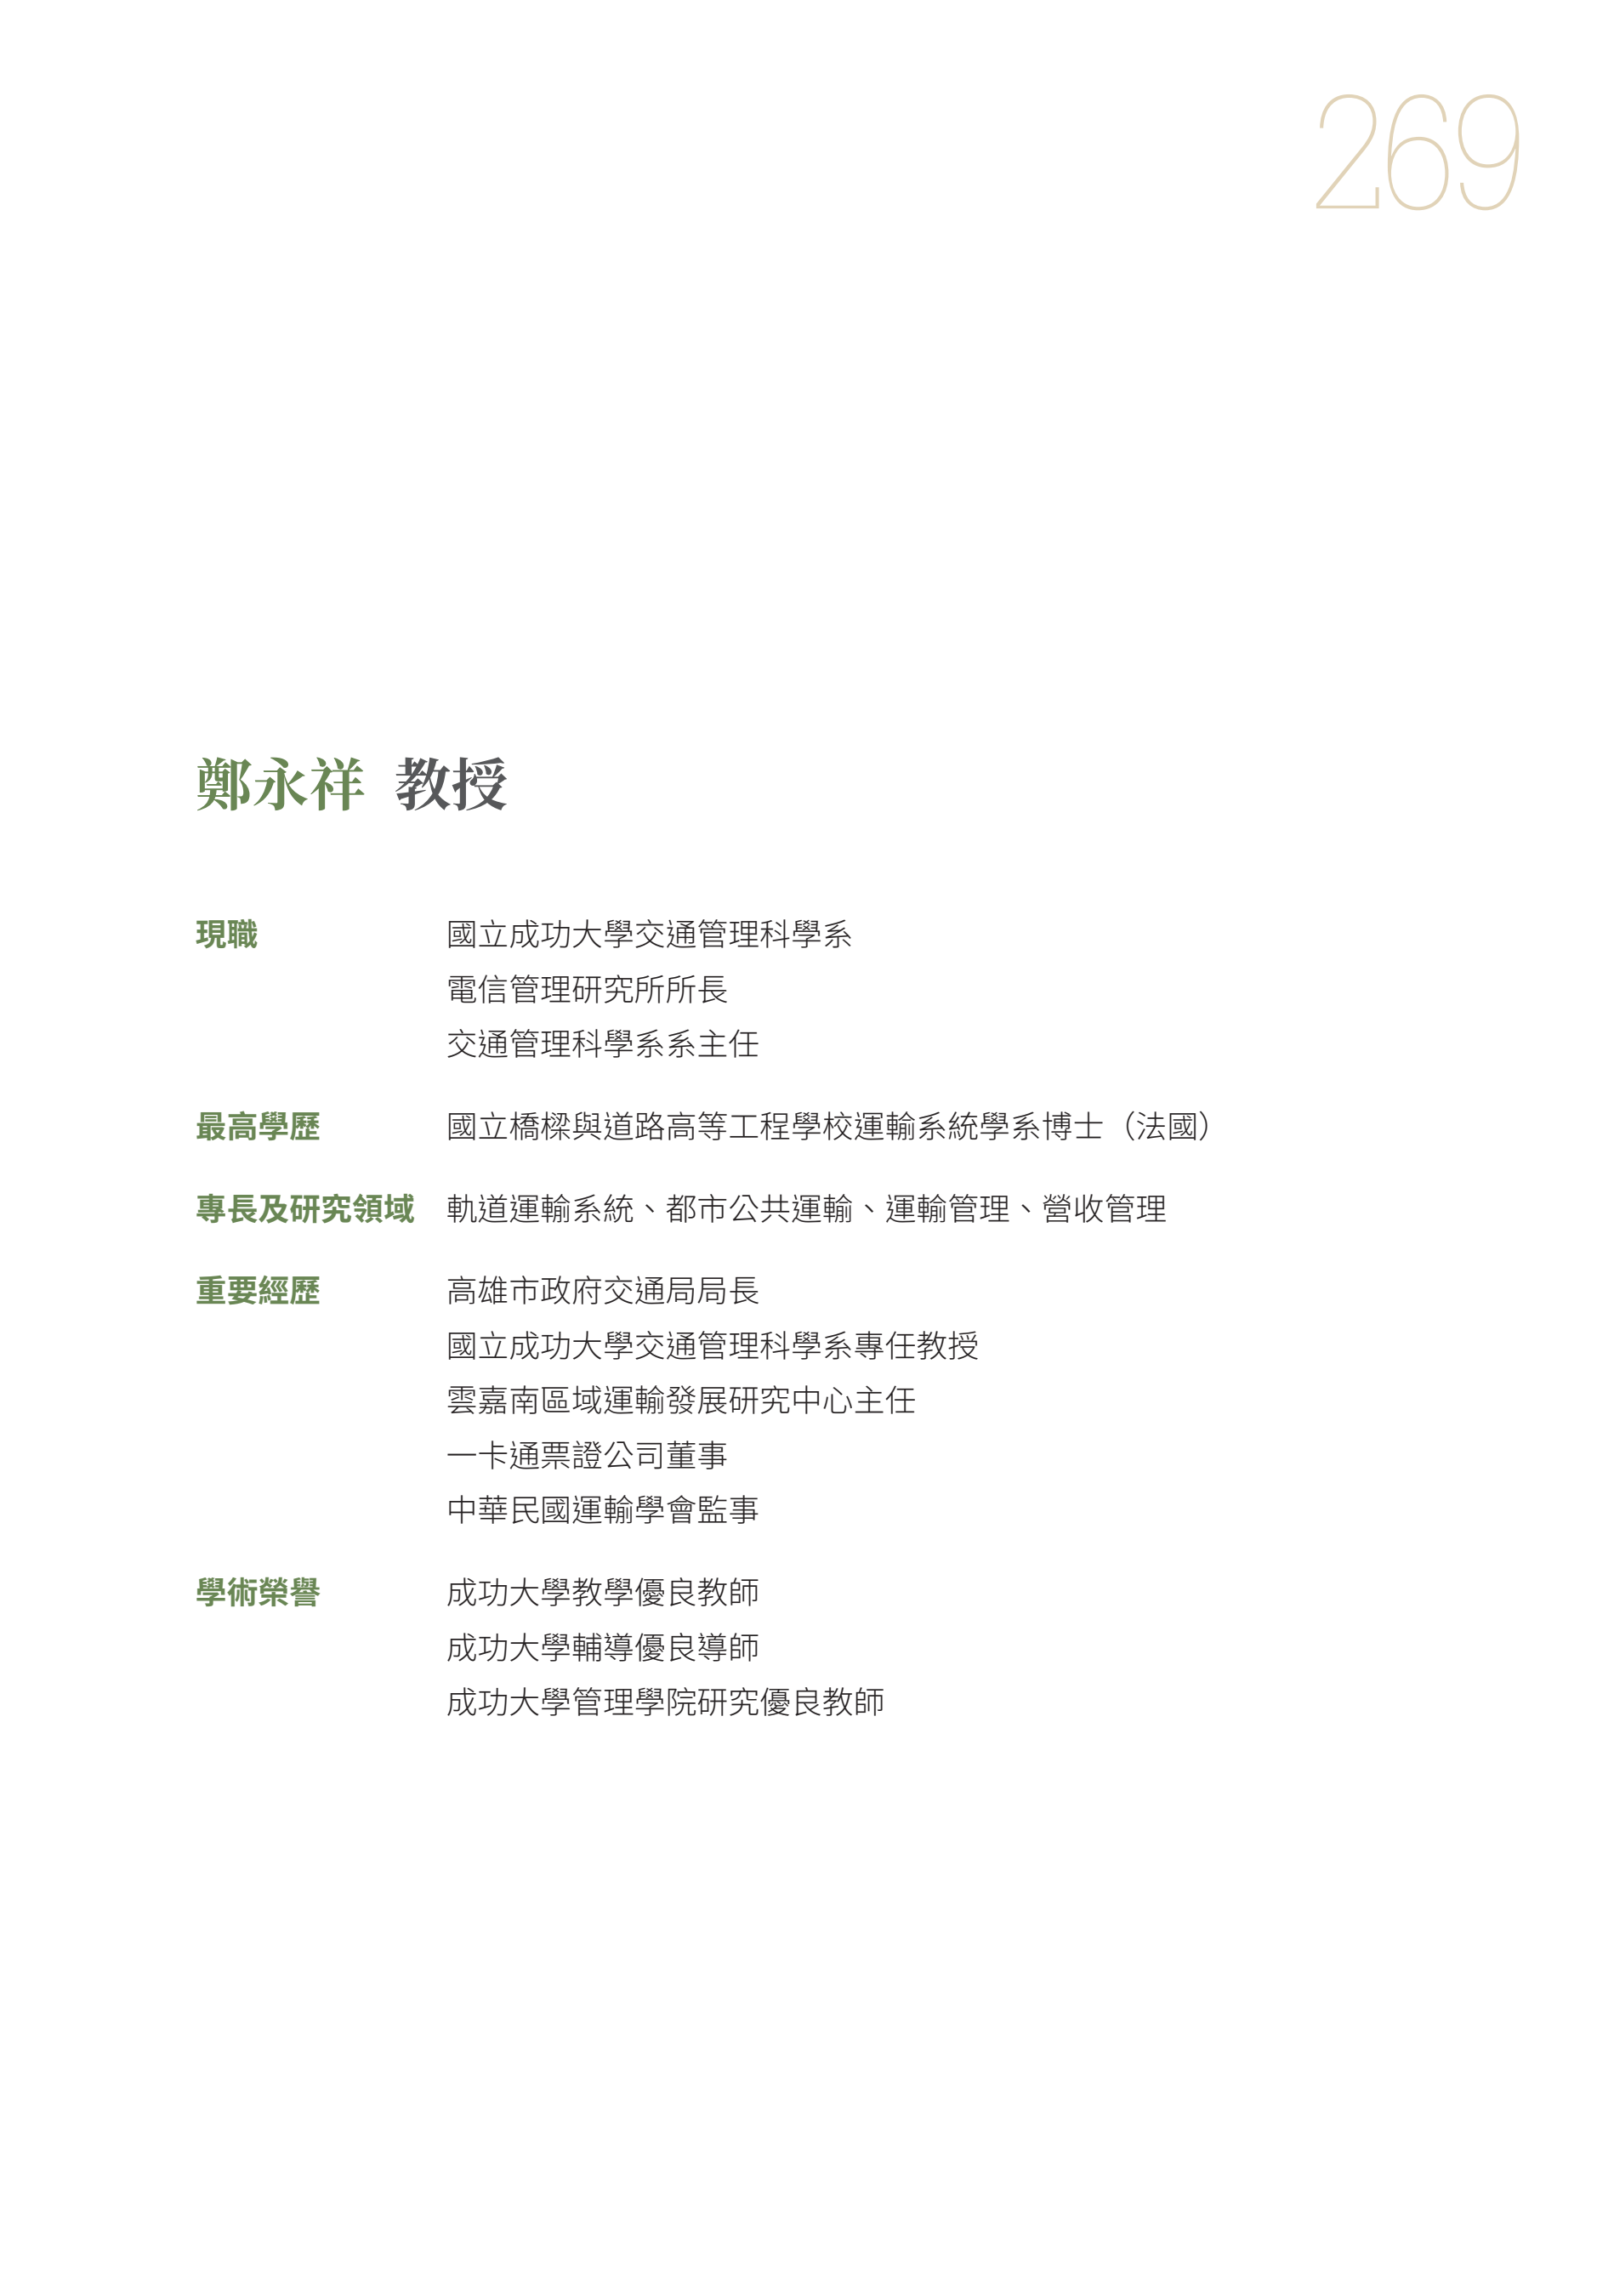 269
鄭永祥 教授
現職 國立成功大學交通管理科學系
電信管理研究所所長
交通管理科學系系主任
最高學歷 國立橋樑與道路高等工程學校運輸系統學系博士（法國）
專長及研究領域 軌道運輸系統、都市公共運輸、運輸管理、營收管理
重要經歷 高雄市政府交通局局長
國立成功大學交通管理科學系專任教授
雲嘉南區域運輸發展研究中心主任
一卡通票證公司董事
中華民國運輸學會監事
學術榮譽 成功大學教學優良教師
成功大學輔導優良導師
成功大學管理學院研究優良教師